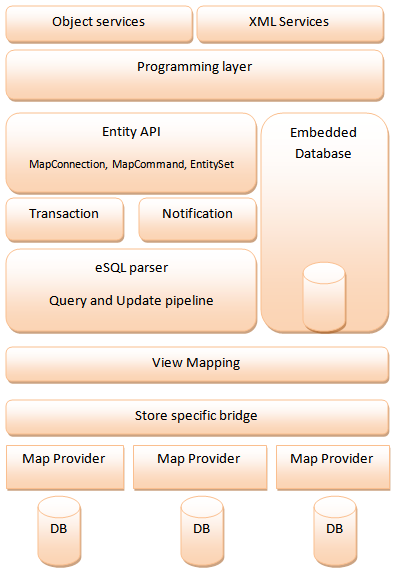 Object services
XML Services
Programming layer
Entity API
MapConnection, MapCommand, EntitySet
Embedded
Database
Transaction
Notification
eSQL parser
Query and Update pipeline
View Mapping
Store specific bridge
Map Provider
Map Provider
Map Provider
DB
DB
DB